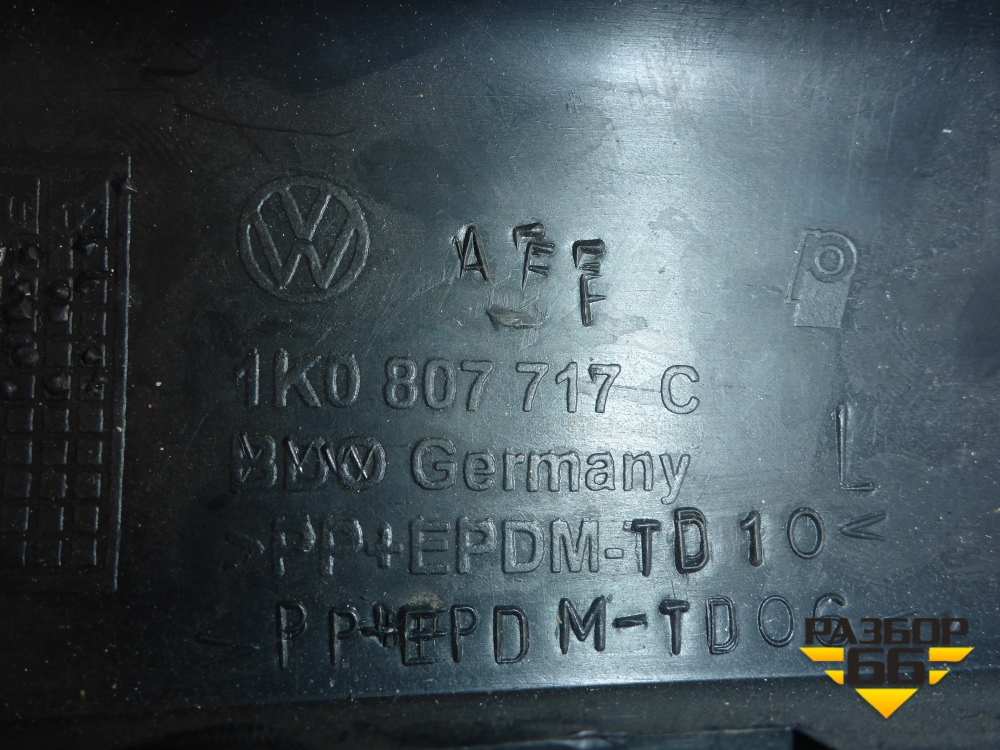 AFF
F
1K0 807 717 C
Germany
L
>PP+EPDM-TD10<
>PP+EPDM-TD06
РАЗБОР
66